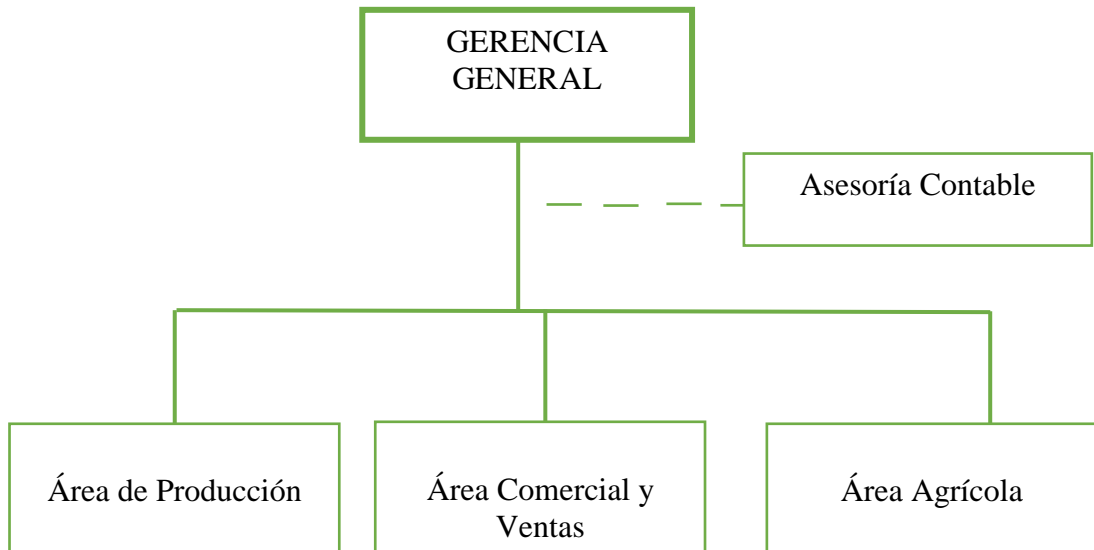 GERENCIA
GENERAL
Asesoría Contable
Área de Producción
Área Comercial y
Ventas
Área Agrícola